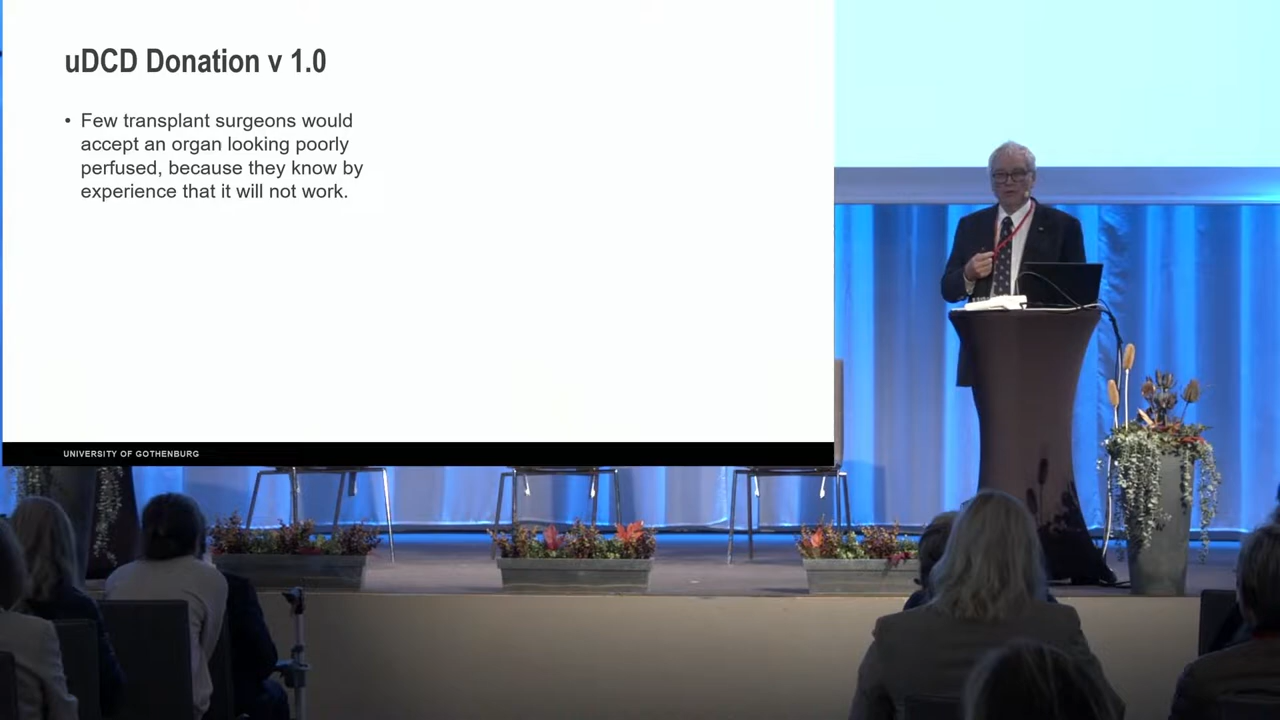 uDCD Donation v 1.0
• Few transplant surgeons would
accept an organ looking poorly
perfused, because they know by
experience that it will not work.
UNIVERSITY OF GOTHENBURG